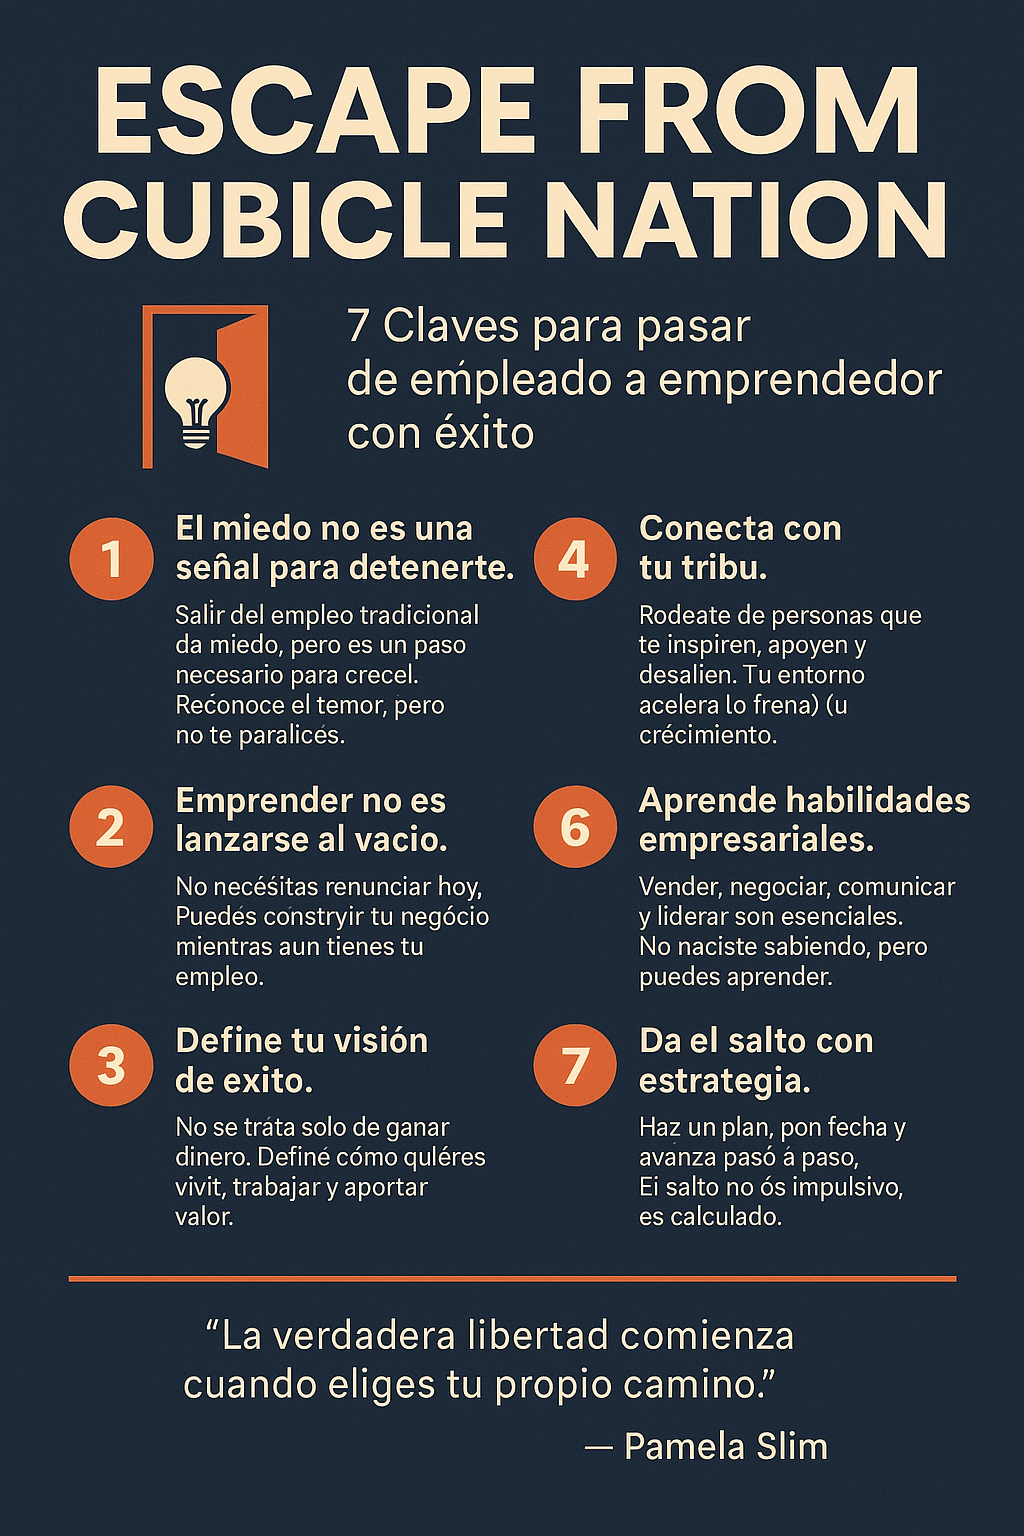 ESCAPE FROM
CUBICLE NATION
7 Claves para pasar
de eḿpleado a emprendedor
con éxito
1
El miedo no es una
señal para detenerte.
Salir del empleo tradicional
da miedo, pero es un paso
necesario para crecel.
Rećonoce el temor, pero
no te paralicés.
2
Emprender no es
lanzarse al vacio.
No necéśitas renunciar hoy,
Puedés constryir tu negócio
mientras aun tienes tu
empleo.
3
Define tu visión
de exito.
No se tráta solo de ganar
dinero. Definé cómo quléres
vivit, trabajar y aportar
valor.
4
Conecta con
tu tribu.
Rodeate de personas que
te inspiren, apoyen y
desalien. Tu entorno
acelera lo frena) (u
crécimiento.
6
Aprende habilidades
empresariales.
Vender, negociar, comunicar
y liderar son esenciales.
No naciste sabiendo, pero
puedes aprender.
7
Da el salto con
estrategia.
Haz un plan, pon fecha y
avánza pasó á paso,
Ei salto no ós impulsivo,
es calculado.
“La verdadera libertad comienza
cuando eliges tu propio camino.”
— Pamela Slim